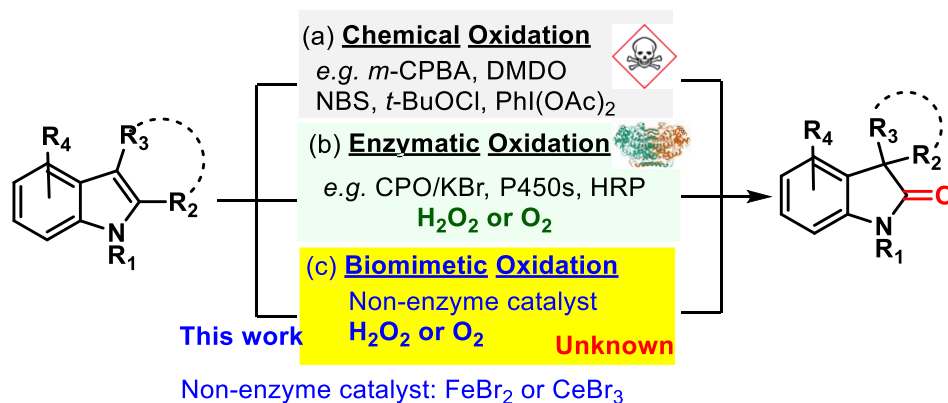 (a) Chemical Oxidation
e.g. m-CPBA, DMDO
NBS, t-BuOCl, PhI(OAc)₂
(b) Enzymatic Oxidation
e.g. CPO/KBr, P450s, HRP
H₂O₂ or O₂
(c) Biomimetic Oxidation
Non-enzyme catalyst
H₂O₂ or O₂
This work
Unknown
Non-enzyme catalyst: FeBr₂ or CeBr₃
R₄
R₃
R₂
N
R₁
R₄
R₃
R₂
O
N
R₁